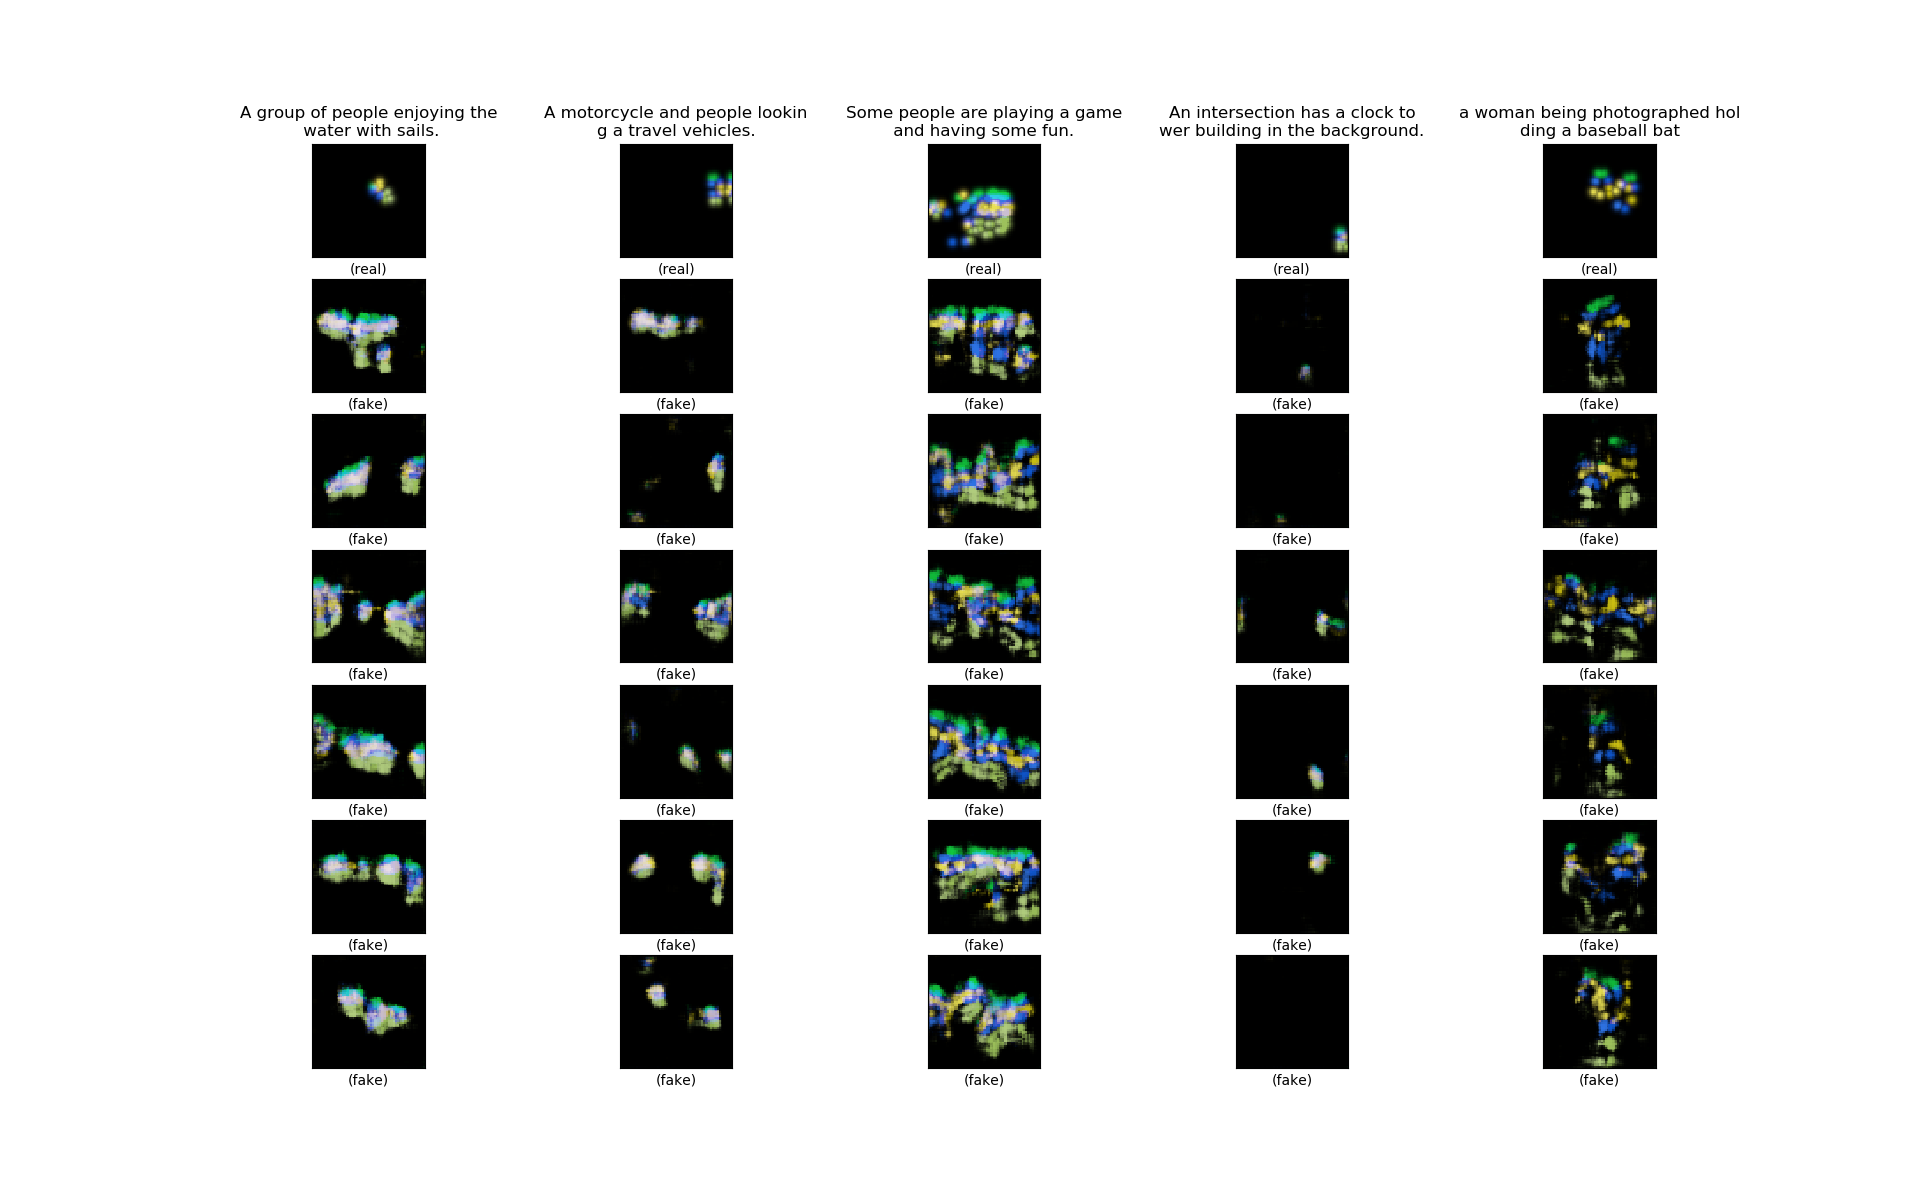 A group of people enjoying the
water with sails.
A motorcycle and people lookin
g a travel vehicles.
Some people are playing a game
and having some fun.
An intersection has a clock to
wer building in the background.
a woman being photographed hol
ding a baseball bat
(real) (real) (real) (real) (real)
(fake) (fake) (fake) (fake) (fake)
(fake) (fake) (fake) (fake) (fake)
(fake) (fake) (fake) (fake) (fake)
(fake) (fake) (fake) (fake) (fake)
(fake) (fake) (fake) (fake) (fake)
(fake) (fake) (fake) (fake) (fake)